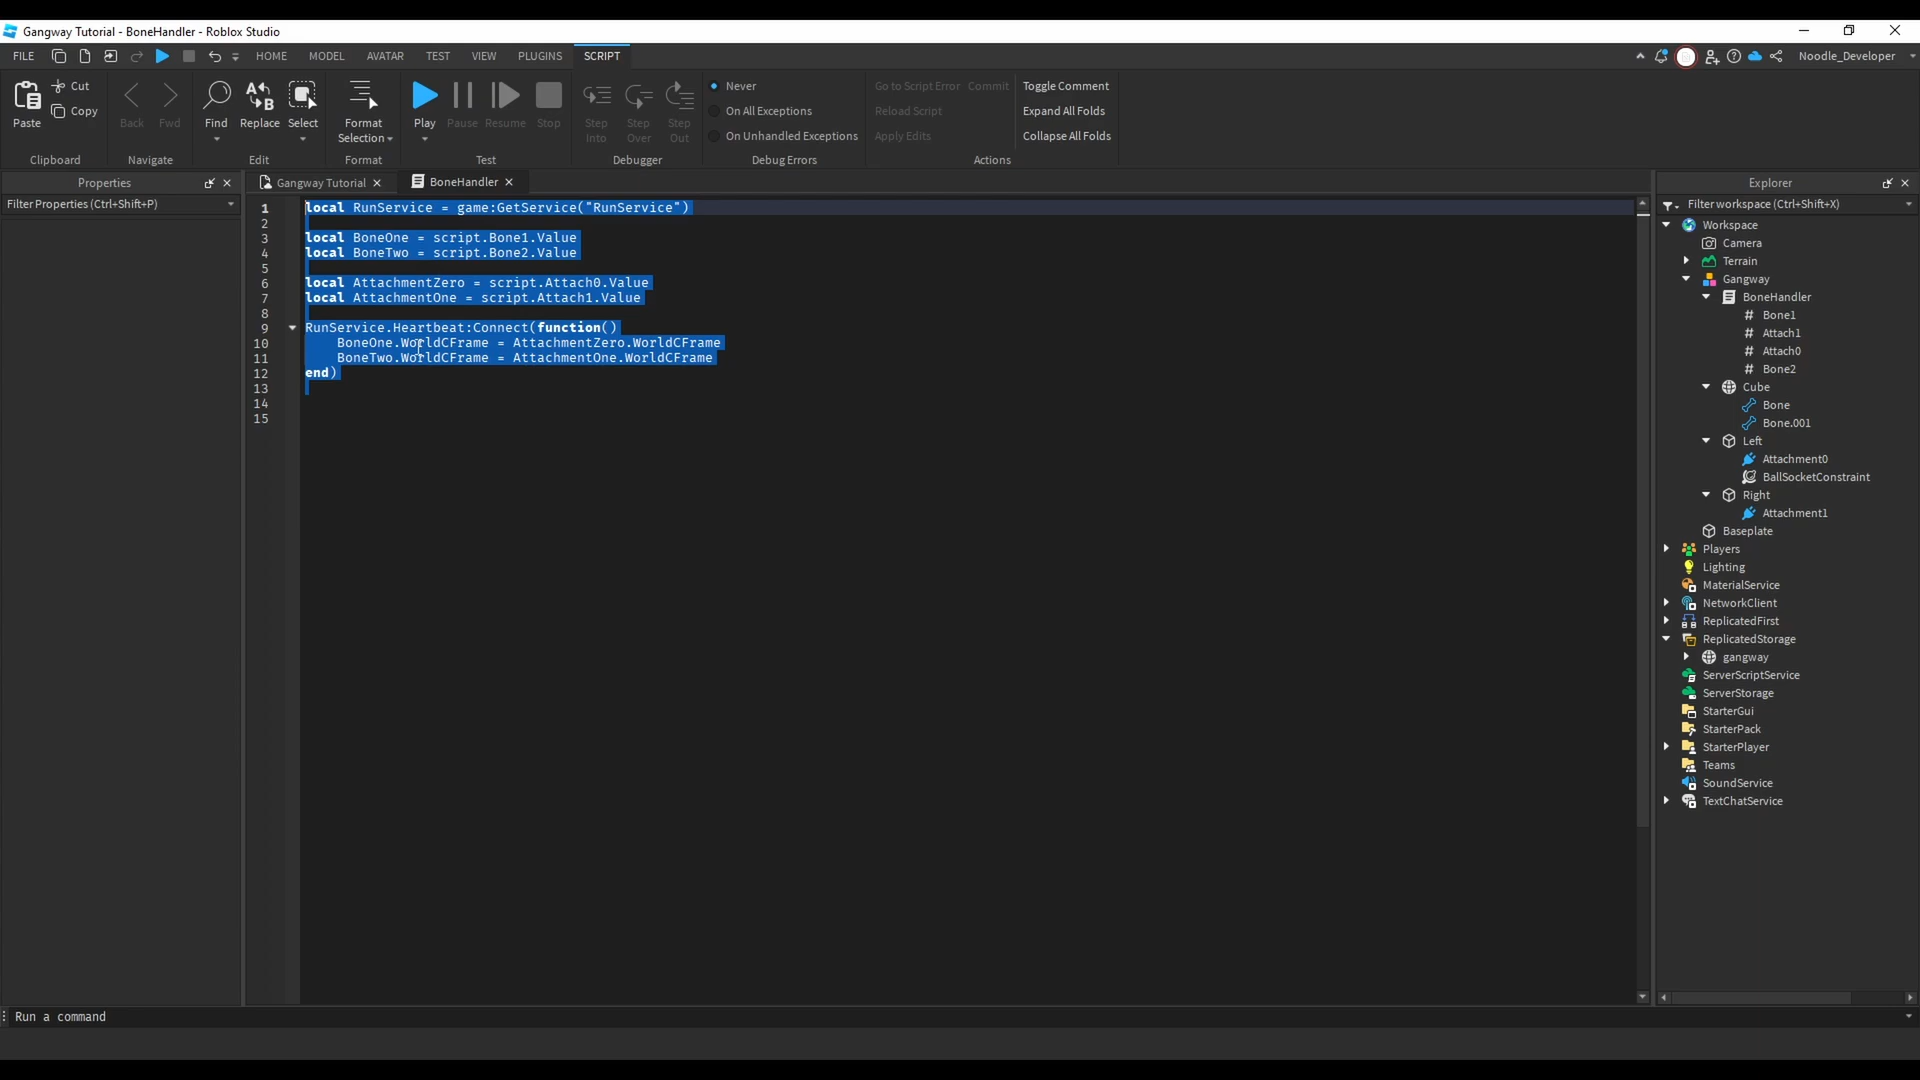 Gangway Tutorial - BoneHandler - Roblox Studio
FILE
HOME
MODEL
AVATAR
TEST
VIEW
PLUGINS
SCRIPT
Noodle_Developer
Paste
Cut
Copy
Clipboard
Back
Fwd
Navigate
Find
Replace
Select
Edit
Format
Selection
Format
Play
Pause
Resume
Stop
Test
Step
Into
Step
Over
Step
Out
Debugger
Never
On All Exceptions
On Unhandled Exceptions
Debug Errors
Go to Script Error
Commit
Reload Script
Apply Edits
Toggle Comment
Expand All Folds
Collapse All Folds
Actions
Properties
Filter Properties (Ctrl+Shift+P)
Gangway Tutorial
BoneHandler
1 local RunService = game:GetService("RunService")
2
3 local BoneOne = script.Bone1.Value
4 local BoneTwo = script.Bone2.Value
5
6 local AttachmentZero = script.Attach0.Value
7 local AttachmentOne = script.Attach1.Value
8
9 RunService.Heartbeat:Connect(function()
10 BoneOne.WorldCFrame = AttachmentZero.WorldCFrame
11 BoneTwo.WorldCFrame = AttachmentOne.WorldCFrame
12 end)
13
14
15
Explorer
Filter workspace (Ctrl+Shift+X)
Workspace
Camera
Terrain
Gangway
BoneHandler
# Bone1
# Attach1
# Attach0
# Bone2
Cube
Bone
Bone.001
Left
Attachment0
BallSocketConstraint
Right
Attachment1
Baseplate
Players
Lighting
MaterialService
NetworkClient
ReplicatedFirst
ReplicatedStorage
gangway
ServerScriptService
ServerStorage
StarterGui
StarterPack
StarterPlayer
Teams
SoundService
TextChatService
Run a command